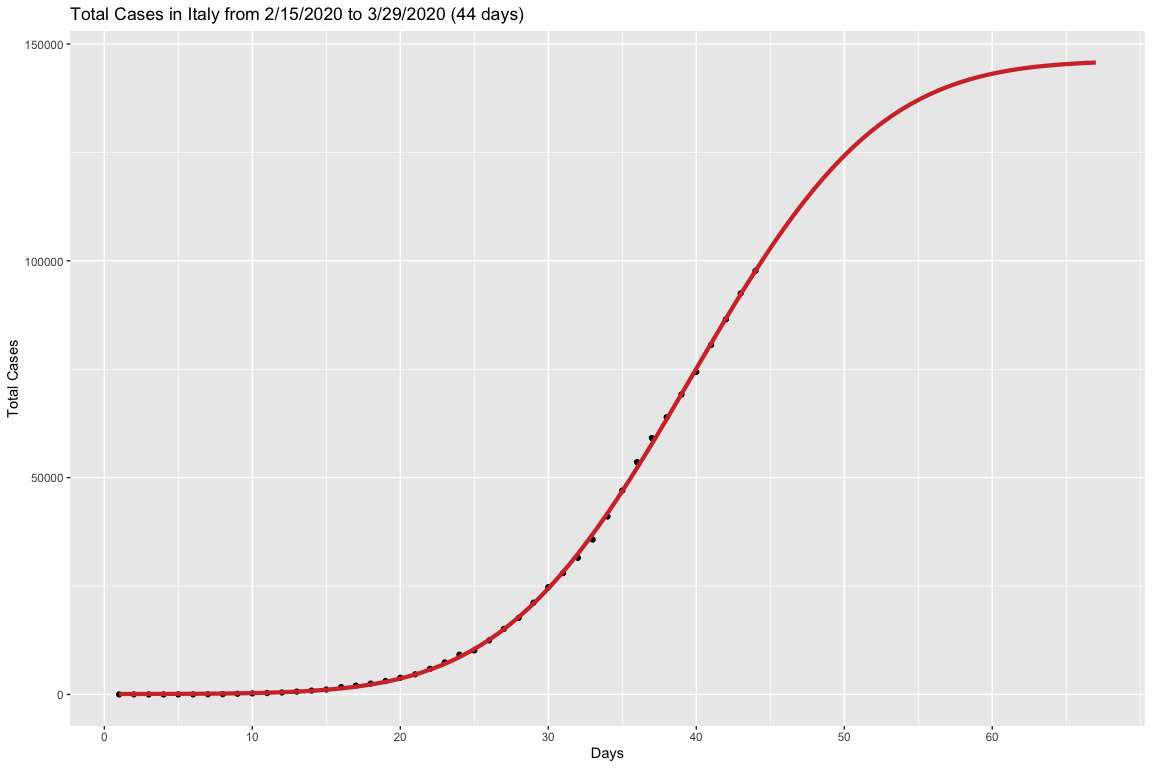 Total Cases in Italy from 2/15/2020 to 3/29/2020 (44 days)
150000
100000
50000
0
Total Cases
0 10 20 30 40 50 60
Days